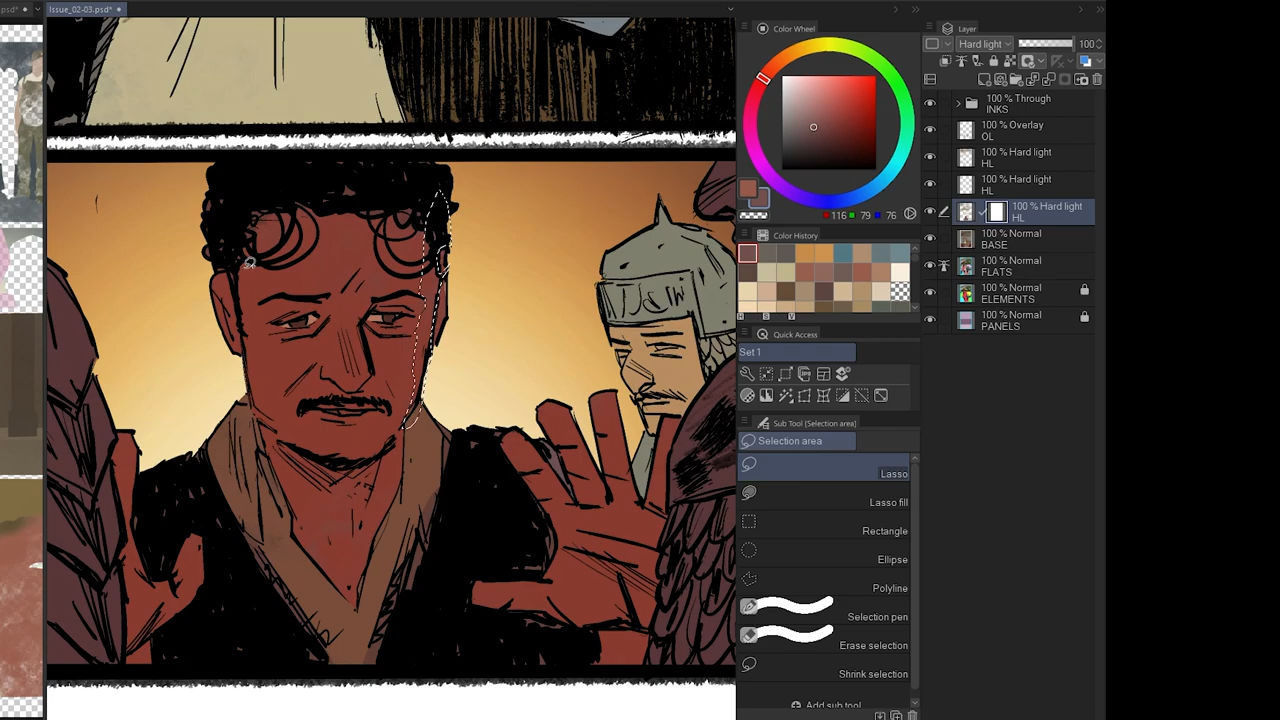 psd*
Issue_02-03.psd*
Color Wheel
116 79 76
Color History
H S V
Quick Access
Set 1
Sub Tool [Selection area]
Selection area
Lasso
Lasso fill
Rectangle
Ellipse
Polyline
Selection pen
Erase selection
Shrink selection
Add sub tool
Layer
Hard light 100
100 % Through
INKS
100 % Overlay
OL
100 % Hard light
HL
100 % Hard light
HL
100 % Hard light
HL
100 % Normal
BASE
100 % Normal
FLATS
100 % Normal
ELEMENTS
100 % Normal
PANELS